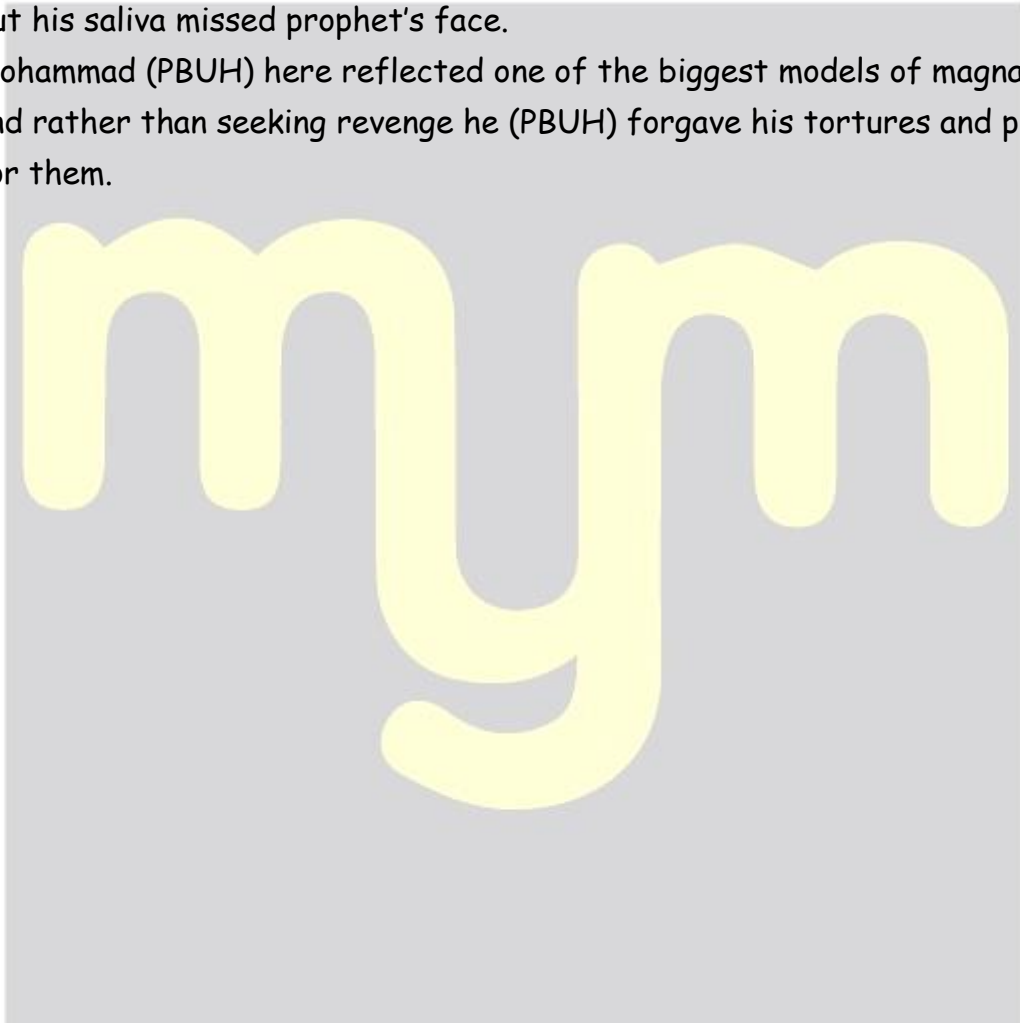 ut his saliva missed prophet's face.
ohammad (PBUH) here reflected one of the biggest models of magna
nd rather than seeking revenge he (PBUH) forgave his tortures and p
or them.
mym